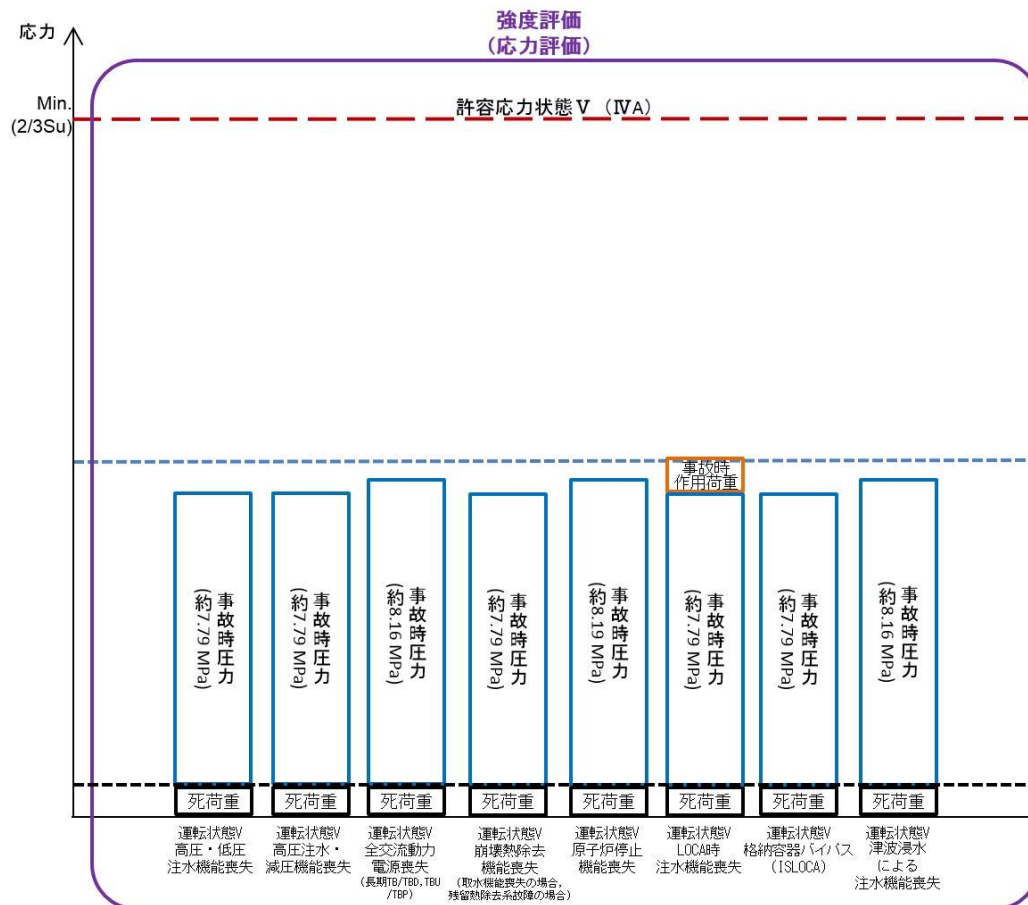 強度評価
(応力評価)
応力
Min.
(2/3Su)
許容応力状態Ⅴ (ⅣA)
事故時
作用荷重
事故時圧力
(約7.79 MPa)
事故時圧力
(約7.79 MPa)
事故時圧力
(約8.16 MPa)
事故時圧力
(約7.79 MPa)
事故時圧力
(約8.19 MPa)
事故時圧力
(約7.79 MPa)
事故時圧力
(約7.79 MPa)
事故時圧力
(約8.16 MPa)
死荷重
死荷重
死荷重
死荷重
死荷重
死荷重
死荷重
死荷重
運転状態V
高圧・低圧
注水機能喪失
運転状態V
高圧注水・
減圧機能喪失
運転状態V
全交流動力
電源喪失
(長期TB/TBD,TBU
/TBP)
運転状態V
崩壊熱除去
機能喪失
(取水機能喪失の場合,
残留熱除去系故障の場合)
運転状態V
原子炉停止
機能喪失
運転状態V
LOCA時
注水機能喪失
運転状態V
格納容器バイパス
(ISLOCA)
運転状態V
津波浸水
による
注水機能喪失